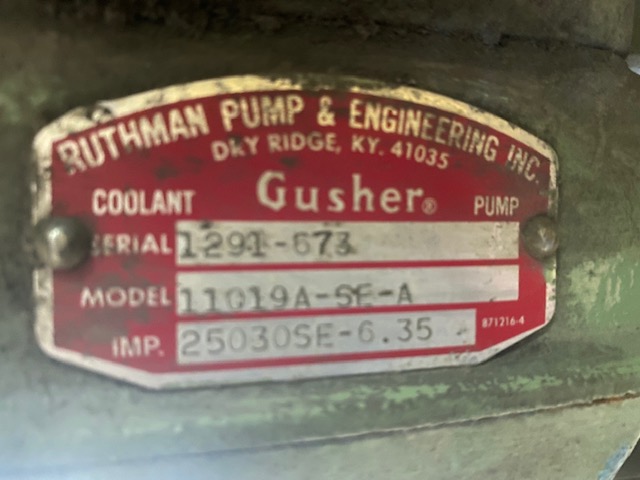 RUTHMAN PUMP & ENGINEERING INC.
DRY RIDGE, KY. 41035
COOLANT Gusher® PUMP
SERIAL 1291-673
MODEL 11019A-SE-A
IMP. 25030SE-6.35
871216-4